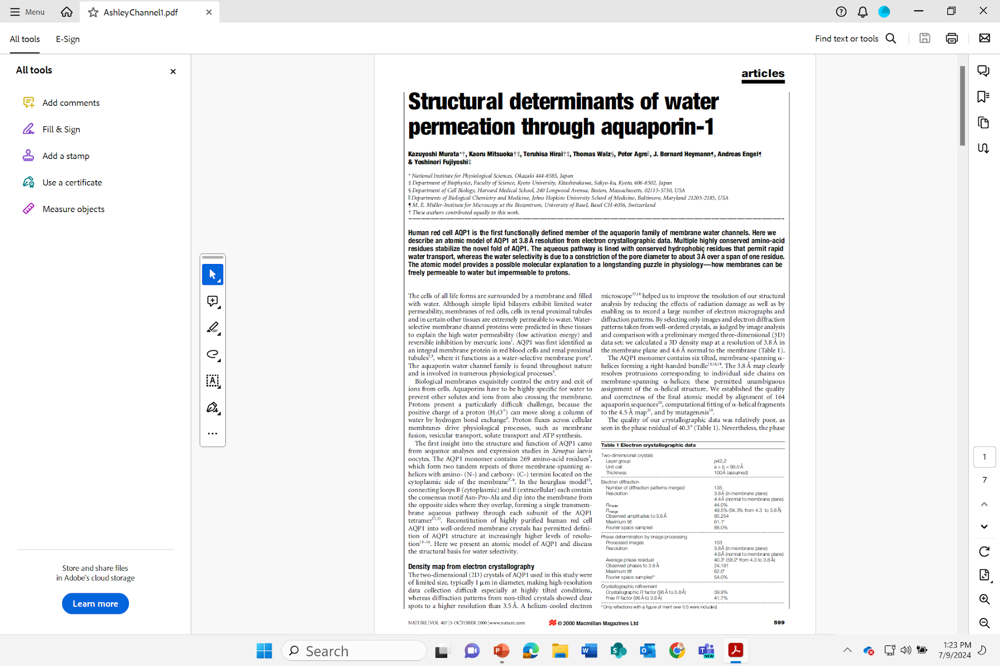 Menu
AshleyChannel1.pdf
All tools
E-Sign
Find text or tools
All tools
Add comments
Fill & Sign
Add a stamp
Use a certificate
Measure objects
Store and share files
in Adobe's cloud storage
Learn more
articles
Structural determinants of water
permeation through aquaporin-1
Kazuyoshi Murata*†, Kaoru Mitsuoka†‡, Teruhisa Hirai†‡, Thomas Walz§, Peter Agre∥, J. Bernard Heymann¶, Andreas Engel¶
& Yoshinori Fujiyoshi‡
* National Institute for Physiological Sciences, Okazaki 444-8585, Japan
‡ Department of Biophysics, Faculty of Science, Kyoto University, Kitashirakawa, Sakyo-ku, Kyoto, 606-8502, Japan
§ Department of Cell Biology, Harvard Medical School, 240 Longwood Avenue, Boston, Massachusetts, 02115-5730, USA
∥ Departments of Biological Chemistry and Medicine, Johns Hopkins University School of Medicine, Baltimore, Maryland 21205-2185, USA
¶ M. E. Müller-Institute for Microscopy at the Biozentrum, University of Basel, Basel CH-4056, Switzerland
† These authors contributed equally to this work.
Human red cell AQP1 is the first functionally defined member of the aquaporin family of membrane water channels. Here we
describe an atomic model of AQP1 at 3.8 Å resolution from electron crystallographic data. Multiple highly conserved amino-acid
residues stabilize the novel fold of AQP1. The aqueous pathway is lined with conserved hydrophobic residues that permit rapid
water transport, whereas the water selectivity is due to a constriction of the pore diameter to about 3 Å over a span of one residue.
The atomic model provides a possible molecular explanation to a longstanding puzzle in physiology—how membranes can be
freely permeable to water but impermeable to protons.
The cells of all life forms are surrounded by a membrane and filled
with water. Although simple lipid bilayers exhibit limited water
permeability, membranes of red cells, cells in renal proximal tubules
and in certain other tissues are extremely permeable to water. Water-
selective membrane channel proteins were predicted in these tissues
to explain the high water permeability (low activation energy) and
reversible inhibition by mercuric ions¹. AQP1 was first identified as
an integral membrane protein in red blood cells and renal proximal
tubules²,³, where it functions as a water-selective membrane pore⁴.
The aquaporin water channel family is found throughout nature
and is involved in numerous physiological processes⁵.
Biological membranes exquisitely control the entry and exit of
ions from cells. Aquaporins have to be highly specific for water to
prevent other solutes and ions from also crossing the membrane.
Protons present a particularly difficult challenge, because the
positive charge of a proton (H₃O⁺) can move along a column of
water by hydrogen bond exchange⁶. Proton fluxes across cellular
membranes drive physiological processes, such as membrane
fusion, vesicular transport, solute transport and ATP synthesis.
The first insight into the structure and function of AQP1 came
from sequence analyses and expression studies in Xenopus laevis
oocytes. The AQP1 monomer contains 269 amino-acid residues³,
which form two tandem repeats of three membrane-spanning α-
helices with amino- (N-) and carboxy- (C-) termini located on the
cytoplasmic side of the membrane⁷⁻⁹. In the hourglass model¹⁰,
connecting loops B (cytoplasmic) and E (extracellular) each contain
the consensus motif Asn-Pro-Ala and dip into the membrane from
the opposite sides where they overlap, forming a single transmem-
brane aqueous pathway through each subunit of the AQP1
tetramer¹¹,¹². Reconstitution of highly purified human red cell
AQP1 into well-ordered membrane crystals has permitted defini-
tion of AQP1 structure at increasingly higher levels of resolu-
tion¹³⁻¹⁶. Here we present an atomic model of AQP1 and discuss
the structural basis for water selectivity.
Density map from electron crystallography
The two-dimensional (2D) crystals of AQP1 used in this study were
of limited size, typically 1 μm in diameter, making high-resolution
data collection difficult especially at highly tilted conditions,
whereas diffraction patterns from non-tilted crystals showed clear
spots to a higher resolution than 3.5 Å. A helium-cooled electron
microscope¹⁷,¹⁸ helped us to improve the resolution of our structural
analysis by reducing the effects of radiation damage as well as by
enabling us to record a large number of electron micrographs and
diffraction patterns. By selecting only images and electron diffraction
patterns taken from well-ordered crystals, as judged by image analysis
and comparison with a preliminary merged three-dimensional (3D)
data set; we calculated a 3D density map at a resolution of 3.8 Å in
the membrane plane and 4.6 Å normal to the membrane (Table 1).
The AQP1 monomer contains six tilted, membrane-spanning α-
helices forming a right-handed bundle¹³,¹⁶,¹⁹. The 3.8 Å map clearly
resolves protrusions corresponding to individual side chains on
membrane-spanning α-helices; these permitted unambiguous
assignment of the α-helical structure. We established the quality
and correctness of the final atomic model by alignment of 164
aquaporin sequences²⁰, computational fitting of α-helical fragments
to the 4.5 Å map²¹, and by mutagenesis¹⁰.
The quality of our crystallographic data was relatively poor, as
seen in the phase residual of 40.3° (Table 1). Nevertheless, the phase
Table 1 Electron crystallographic data
Two-dimensional crystals
Layer group p42₁2
Unit cell a = b = 96.0 Å
Thickness 100 Å (assumed)
Electron diffraction
Number of diffraction patterns merged 135
Resolution 3.8 Å (in membrane plane)
4.4 Å (normal to membrane plane)
R_Friedel 44.0%
R_merge 49.5% (54.3% from 4.3 to 3.8 Å)
Observed amplitudes to 3.8 Å 85.254
Maximum tilt 61.1°
Fourier space sampled 88.0%
Phase determination by image processing
Processed images 103
Resolution 3.8 Å (in membrane plane)
4.6 Å (normal to membrane plane)
Average phase residual 40.3° (58.2° from 4.3 to 3.8 Å)
Observed phases to 3.8 Å 24,181
Maximum tilt 62.0°
Fourier space sampled* 54.0%
Crystallographic refinement
Crystallographic R factor (96 Å to 3.8 Å) 39.9%
Free R factor (96 Å to 3.8 Å) 41.7%
*Only reflections with a figure of merit over 0.5 were included.
NATURE | VOL 407 | 5 OCTOBER 2000 | www.nature.com
© 2000 Macmillan Magazines Ltd
599
1
7
Search
NEW
1:23 PM
7/9/2024